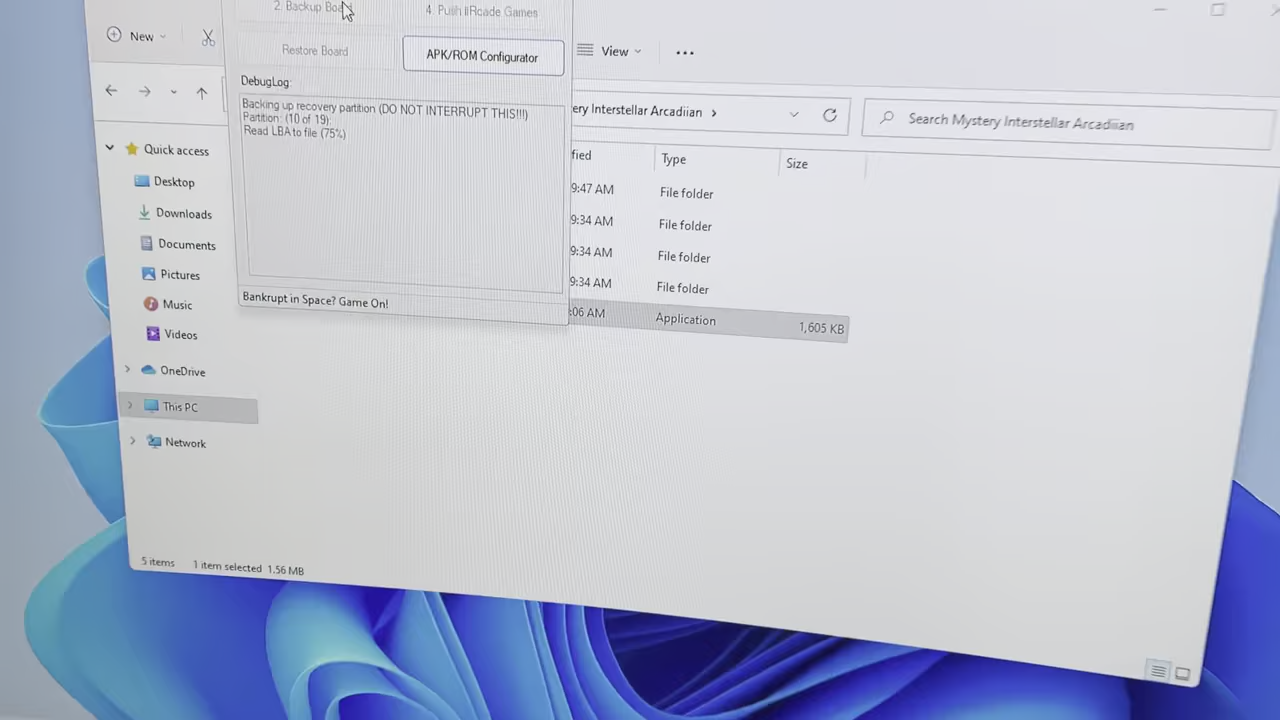 2. Backup Board
4. Push iiRcade Games
New
Restore Board
APK/ROM Configurator
View
DebugLog:
Backing up recovery partition (DO NOT INTERRUPT THIS!!!)
Partition: (10 of 19)
Read LBA to file (75%)
ery Interstellar Arcadiian
Search Mystery Interstellar Arcadiian
fied
Type
Size
Quick access
9:47 AM
File folder
Desktop
9:34 AM
File folder
Downloads
9:34 AM
File folder
Documents
9:34 AM
File folder
Pictures
Bankrupt in Space? Game On!
:06 AM
Application
1,605 KB
Music
Videos
OneDrive
This PC
Network
5 items
1 item selected 1.56 MB